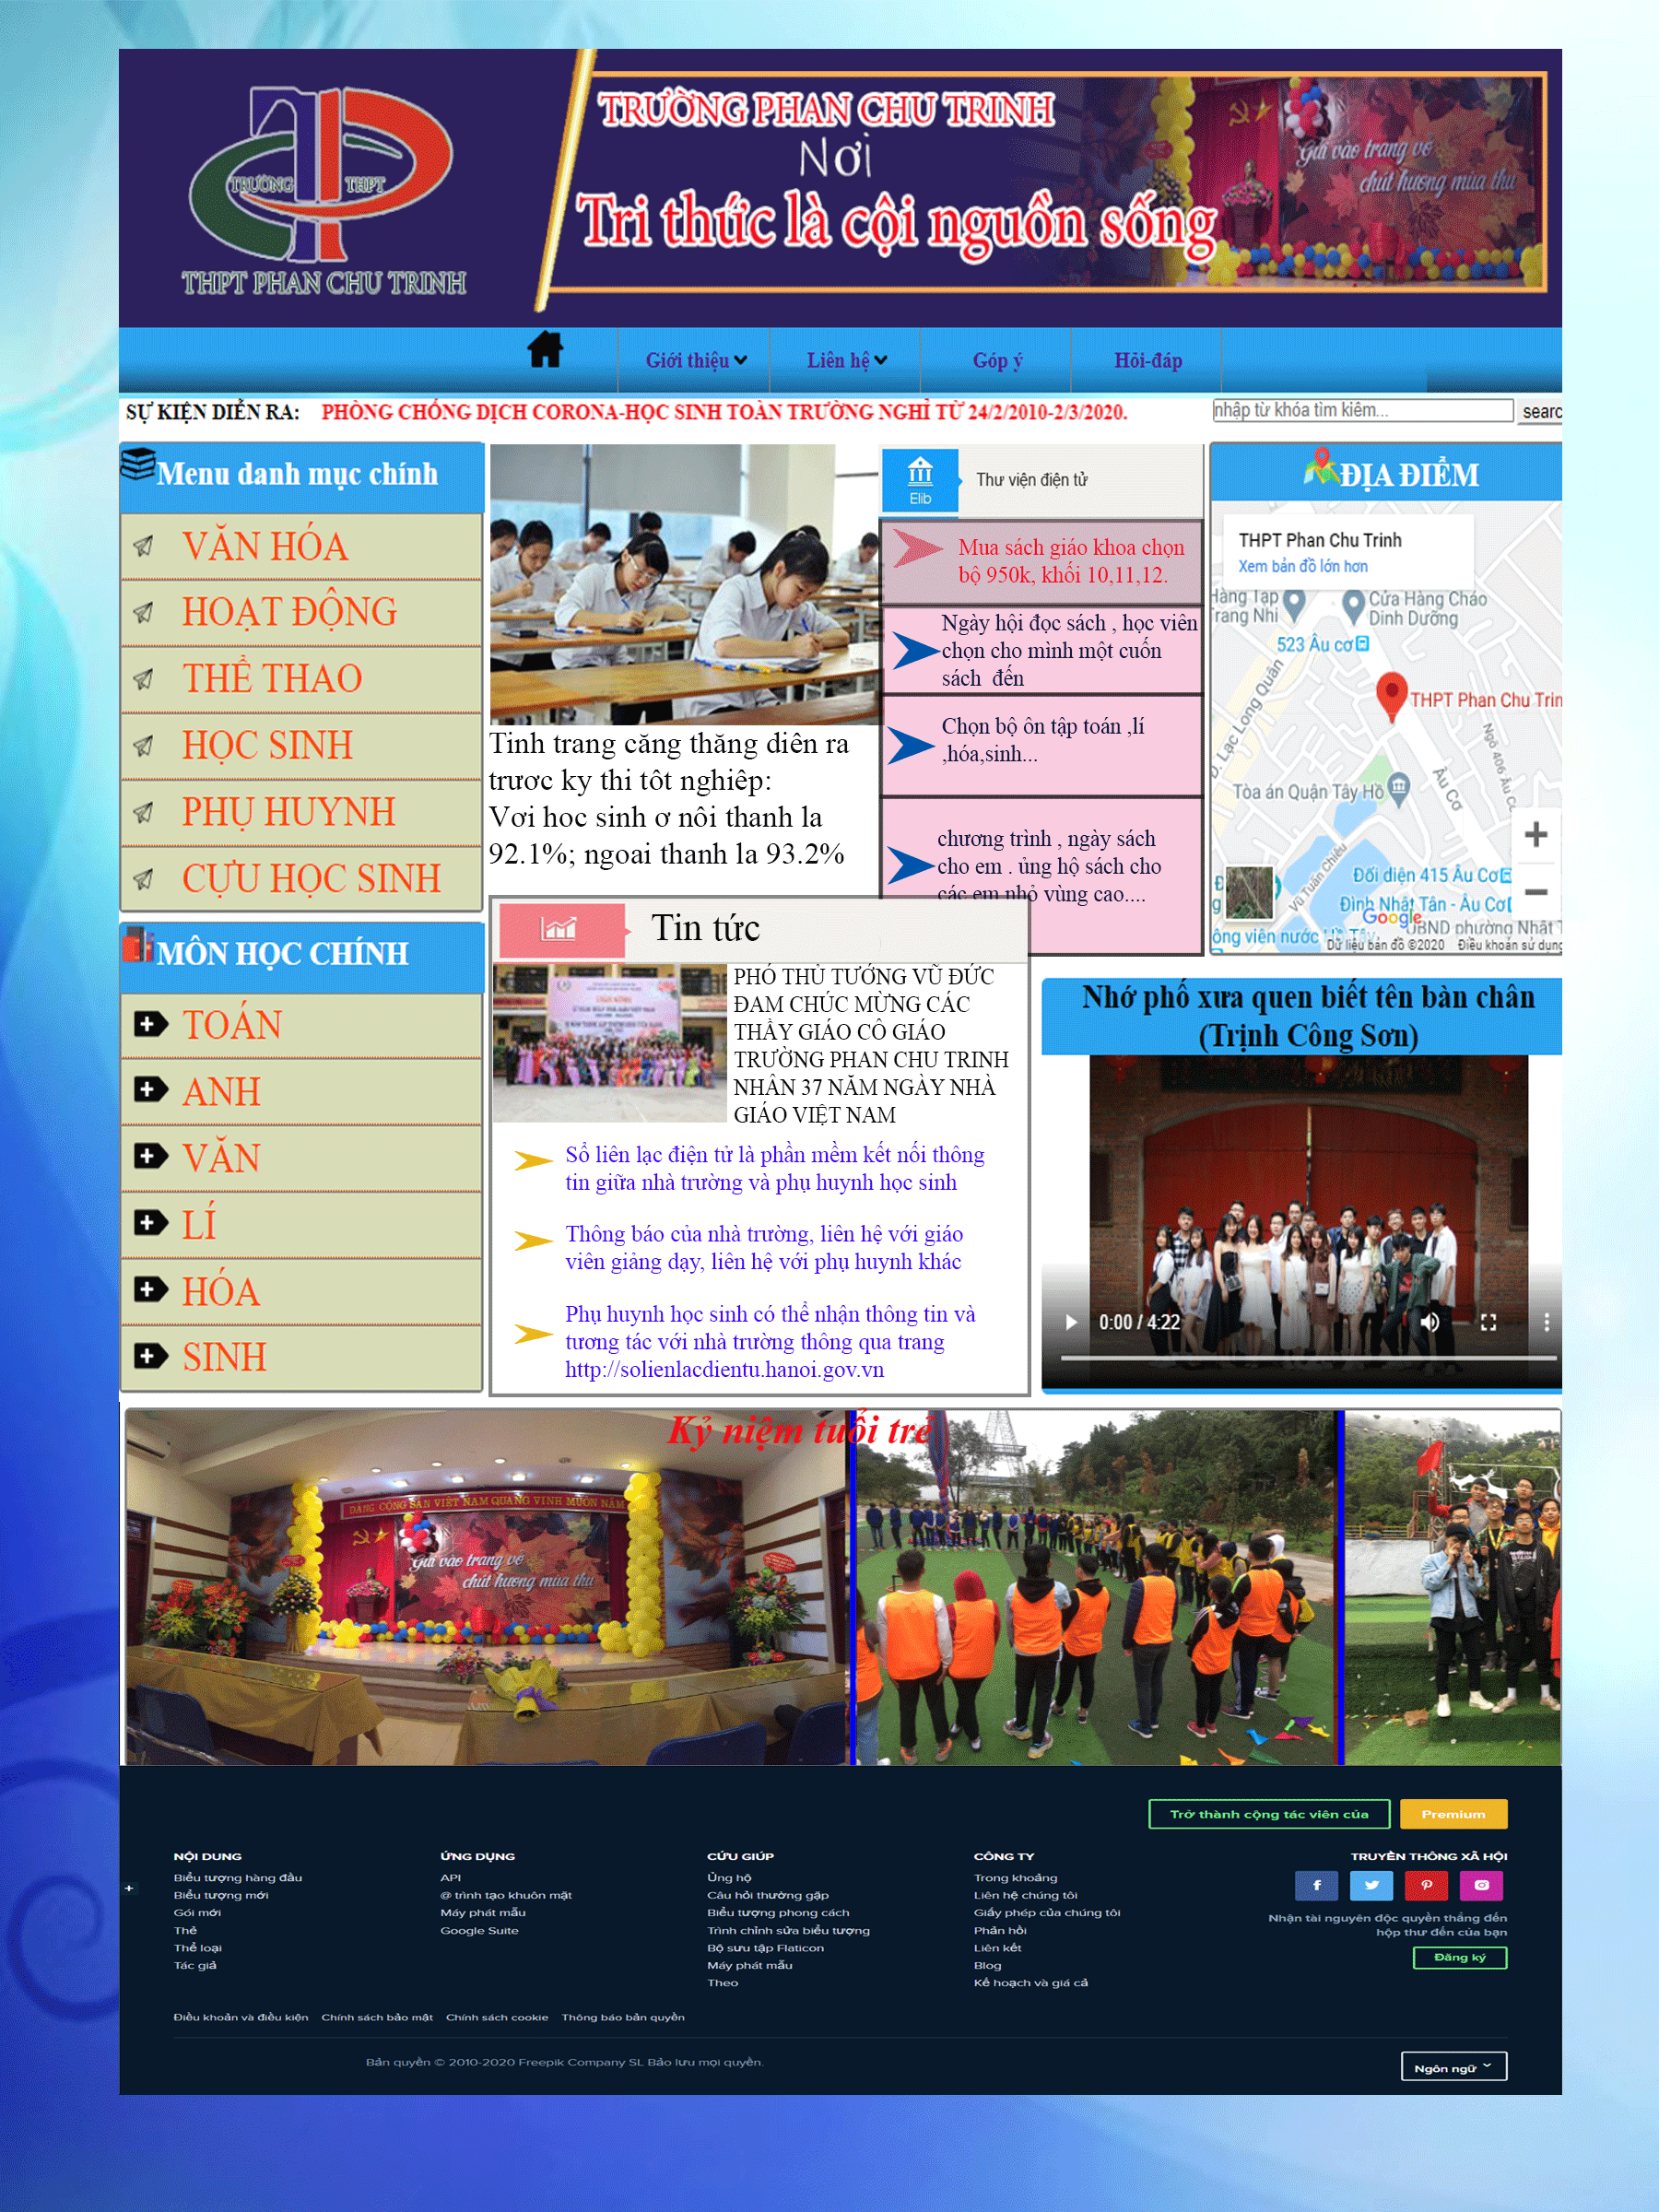 TRƯỜNG PHAN CHU TRINH
Nơi
Tri thức là cội nguồn sống
Gửi vào trang vở
chút hương mùa thu
TRƯỜNG THPT
THPT PHAN CHU TRINH
Giới thiệu
Liên hệ
Góp ý
Hỏi-đáp
SỰ KIỆN DIỄN RA: PHÒNG CHỐNG DỊCH CORONA-HỌC SINH TOÀN TRƯỜNG NGHỈ TỪ 24/2/2010-2/3/2020.
nhập từ khóa tìm kiêm...
searc
Menu danh mục chính
VĂN HÓA
HOẠT ĐỘNG
THỂ THAO
HỌC SINH
PHỤ HUYNH
CỰU HỌC SINH
MÔN HỌC CHÍNH
TOÁN
ANH
VĂN
LÍ
HÓA
SINH
Tinh trang căng thăng diên ra
trươc ky thi tôt nghiêp:
Vơi hoc sinh ơ nôi thanh la
92.1%; ngoai thanh la 93.2%
Elib
Thư viện điện tử
Mua sách giáo khoa chọn
bộ 950k, khối 10,11,12.
Ngày hội đọc sách , học viên
chọn cho mình một cuốn
sách đến
Chọn bộ ôn tập toán ,lí
,hóa,sinh...
chương trình , ngày sách
cho em . ủng hộ sách cho
các em nhỏ vùng cao....
ĐỊA ĐIỂM
THPT Phan Chu Trinh
Xem bản đồ lớn hơn
Hàng Tạp
Trang Nhi
Cửa Hàng Cháo
Dinh Dưỡng
523 Âu cơ
D. Lạc Long Quân
THPT Phan Chu Trin
Ngõ 406 Âu C
Âu Cơ
Tòa án Quận Tây Hồ
Vũ Tuấn Chiêu
Đối diện 415 Âu Cơ
Đình Nhật Tân - Âu Cơ
Google
UBND phường Nhật T
ông viên nước Hồ Tây
Dữ liệu bản đồ ©2020 Điều khoản sử dụng
Tin tức
PHÓ THỦ TƯỚNG VŨ ĐỨC
ĐAM CHÚC MỪNG CÁC
THẦY GIÁO CÔ GIÁO
TRƯỜNG PHAN CHU TRINH
NHÂN 37 NĂM NGÀY NHÀ
GIÁO VIỆT NAM
Sổ liên lạc điện tử là phần mềm kết nối thông
tin giữa nhà trường và phụ huynh học sinh
Thông báo của nhà trường, liên hệ với giáo
viên giảng dạy, liên hệ với phụ huynh khác
Phụ huynh học sinh có thể nhận thông tin và
tương tác với nhà trường thông qua trang
http://solienlacdientu.hanoi.gov.vn
Nhớ phố xưa quen biết tên bàn chân
(Trịnh Công Sơn)
0:00 / 4:22
Kỷ niệm tuổi trẻ
ĐẢNG CỘNG SẢN VIỆT NAM QUANG VINH MUÔN NĂM
Gửi vào trang vở
chút hương mùa thu
Trở thành cộng tác viên của
Premium
NỘI DUNG
Biểu tượng hàng đầu
Biểu tượng mới
Gói mới
Thẻ
Thể loại
Tác giả
ỨNG DỤNG
API
@ trình tạo khuôn mặt
Máy phát mẫu
Google Suite
CỨU GIÚP
Ủng hộ
Câu hỏi thường gặp
Biểu tượng phong cách
Trình chỉnh sửa biểu tượng
Bộ sưu tập Flaticon
Máy phát mẫu
Theo
CÔNG TY
Trong khoảng
Liên hệ chúng tôi
Giấy phép của chúng tôi
Phản hồi
Liên kết
Blog
Kế hoạch và giá cả
TRUYỀN THÔNG XÃ HỘI
Nhận tài nguyên độc quyền thẳng đến
hộp thư đến của bạn
Đăng ký
Điều khoản và điều kiện Chính sách bảo mật Chính sách cookie Thông báo bản quyền
Bản quyền © 2010-2020 Freepik Company SL Bảo lưu mọi quyền.
Ngôn ngữ